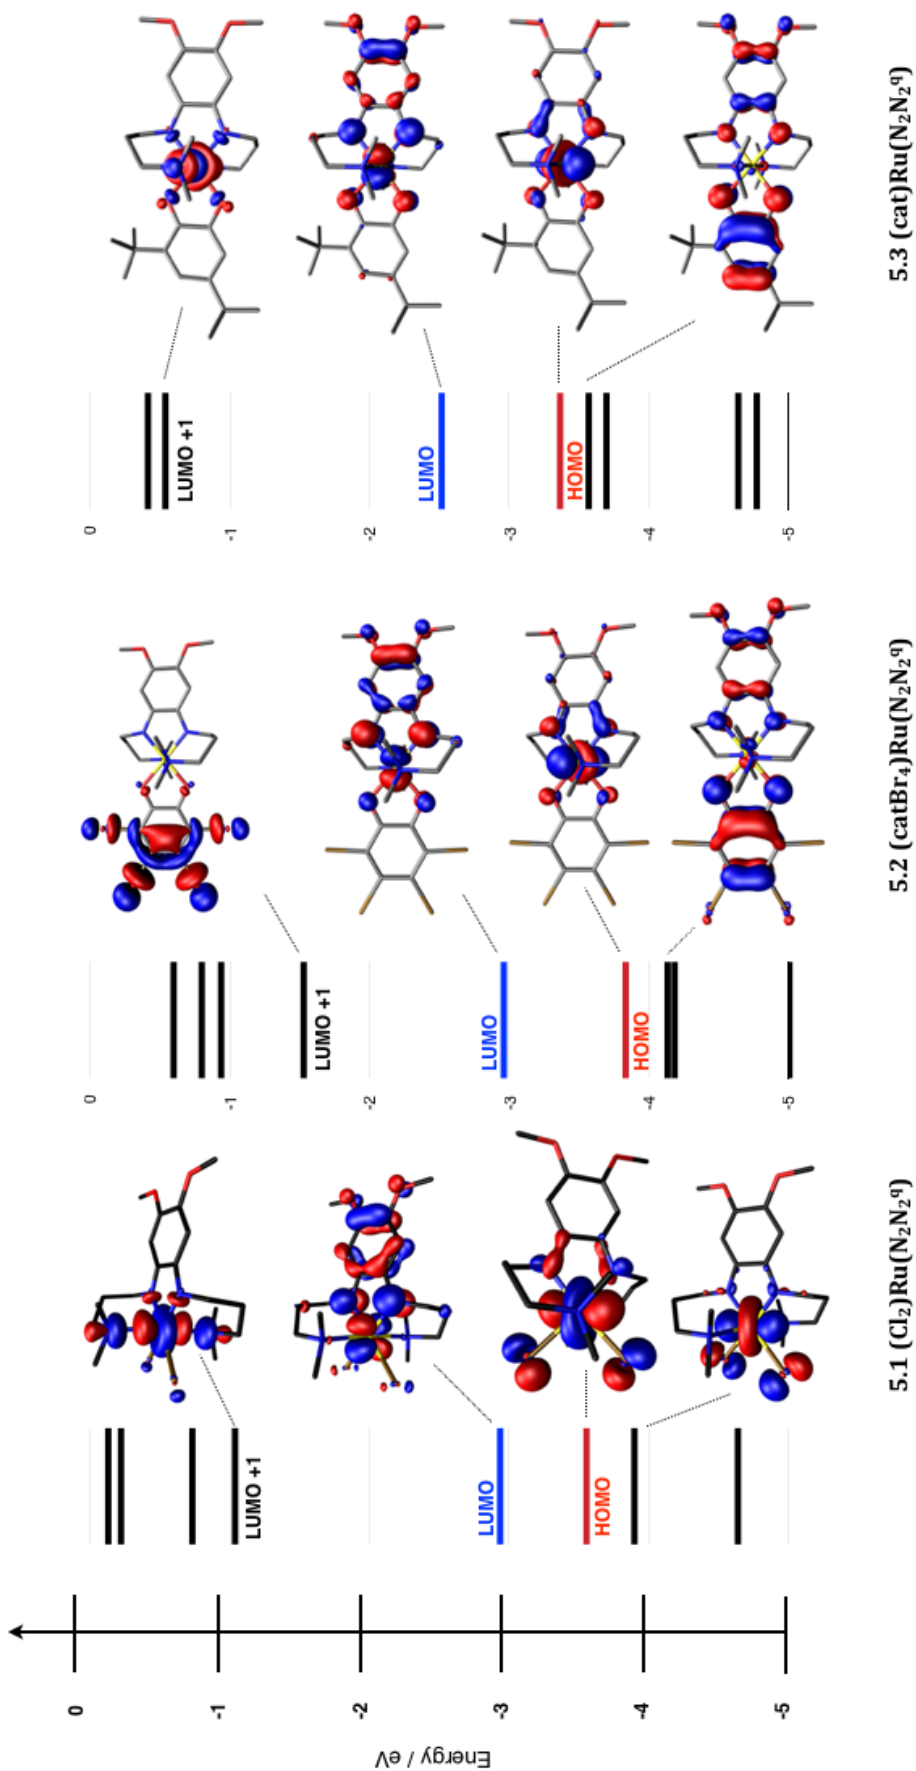 Energy / eV
0
-1
-2
-3
-4
-5
LUMO +1
LUMO
HOMO
5.1 (Cl₂)Ru(N₂N₂q)
0
-1
-2
-3
-4
-5
LUMO +1
LUMO
HOMO
5.2 (catBr₄)Ru(N₂N₂q)
0
-1
-2
-3
-4
-5
LUMO +1
LUMO
HOMO
5.3 (cat)Ru(N₂N₂q)